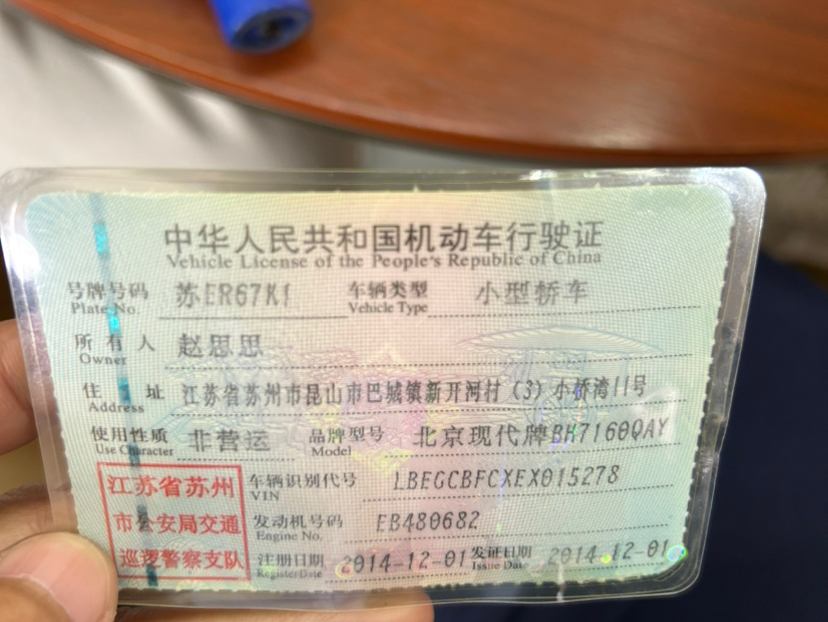 中华人民共和国机动车行驶证
Vehicle License of the People's Republic of China
号牌号码 苏ER67K1 车辆类型 小型轿车
Plate No. Vehicle Type
所有人 赵思思
Owner
住址 江苏省苏州市昆山市巴城镇新开河村(3)小桥湾11号
Address
使用性质 非营运 品牌型号 北京现代牌BH7160QAY
Use Character Model
江苏省苏州
市公安局交通
巡逻警察支队
车辆识别代号 LBEGCBFCXEX015278
VIN
发动机号码 EB480682
Engine No.
注册日期 2014-12-01 发证日期 2014-12-01
Register Date Issue Date